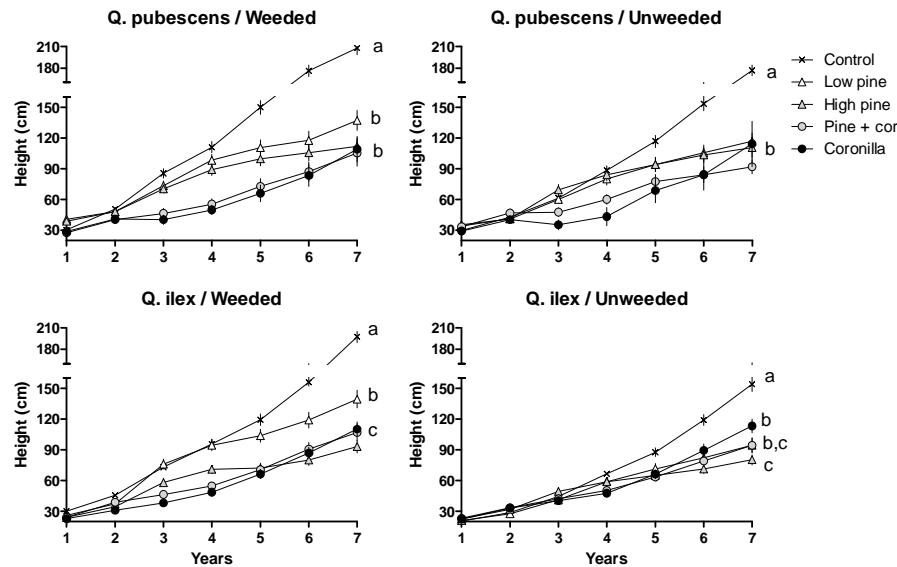 Q. pubescens / Weeded
Height (cm)
210
180
150
120
90
60
30
1 2 3 4 5 6 7
a
b
b
Q. pubescens / Unweeded
Height (cm)
210
180
150
120
90
60
30
1 2 3 4 5 6 7
a
b
Control
Low pine
High pine
Pine + cor
Coronilla
Q. ilex / Weeded
Height (cm)
210
180
150
120
90
60
30
1 2 3 4 5 6 7
Years
a
b
c
Q. ilex / Unweeded
Height (cm)
210
180
150
120
90
60
30
1 2 3 4 5 6 7
Years
a
b
b,c
c